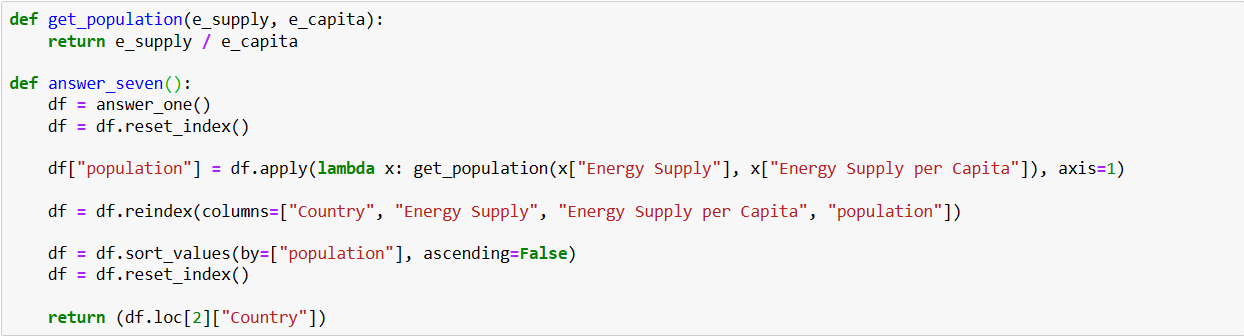 def get_population(e_supply, e_capita):
    return e_supply / e_capita

def answer_seven():
    df = answer_one()
    df = df.reset_index()

    df["population"] = df.apply(lambda x: get_population(x["Energy Supply"], x["Energy Supply per Capita"]), axis=1)

    df = df.reindex(columns=["Country", "Energy Supply", "Energy Supply per Capita", "population"])

    df = df.sort_values(by=["population"], ascending=False)
    df = df.reset_index()

    return (df.loc[2]["Country"])